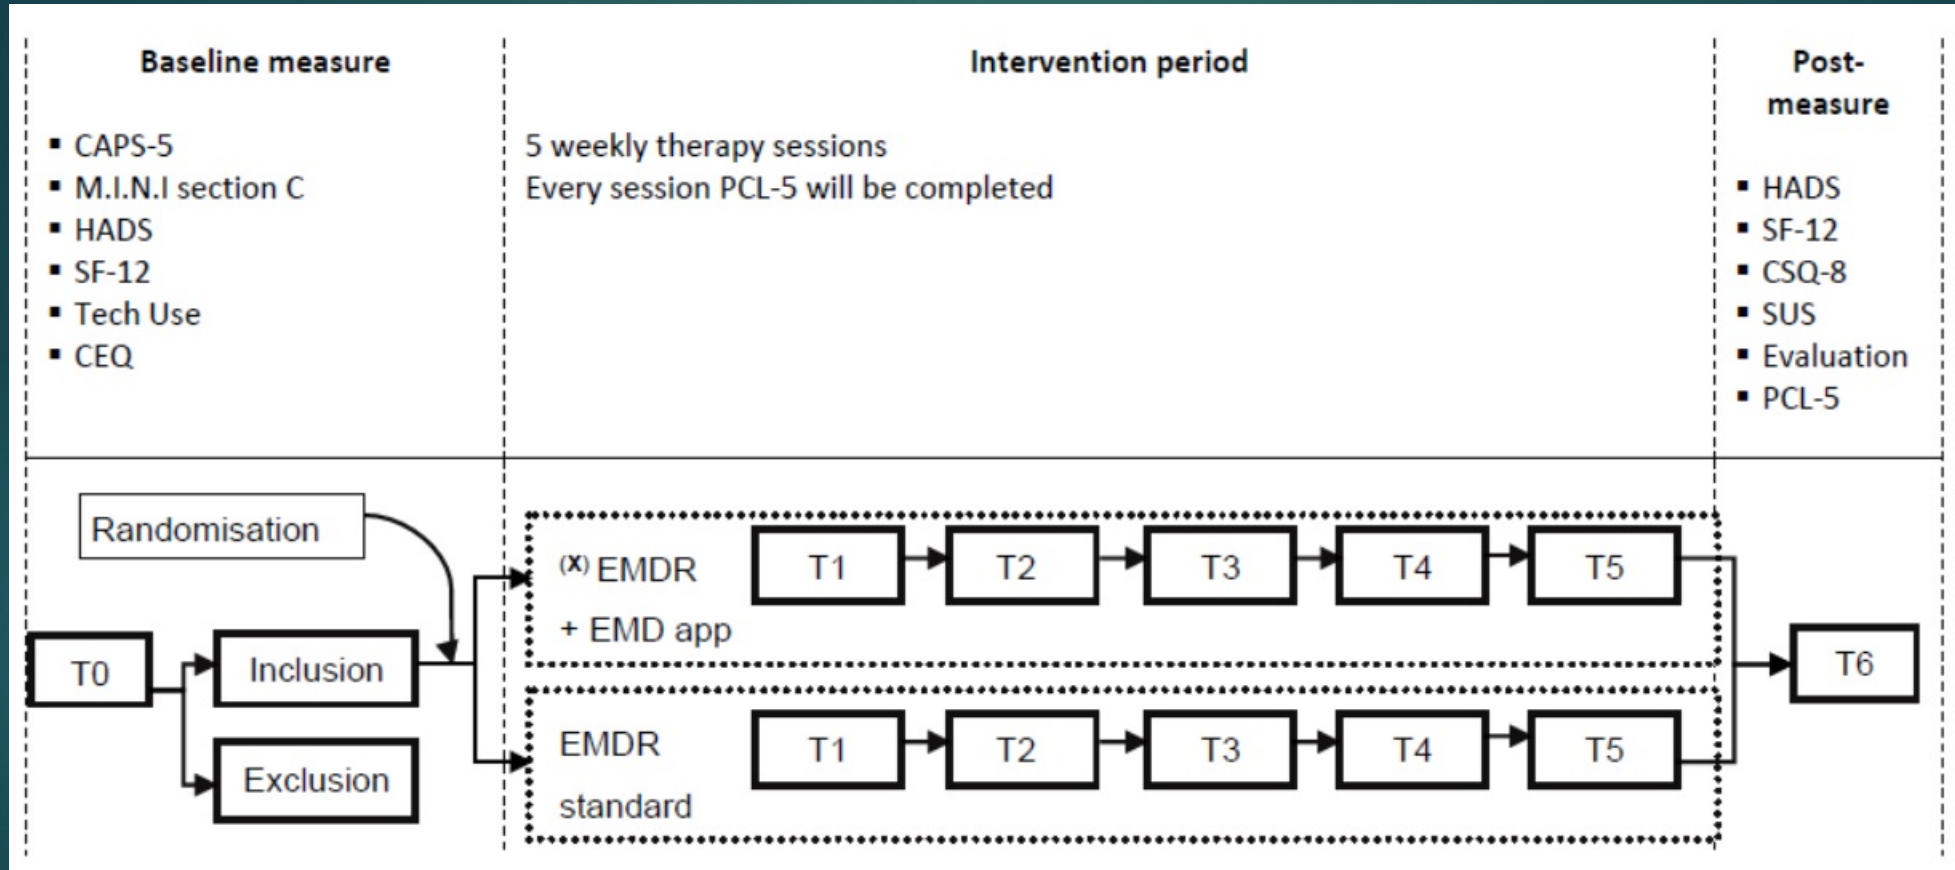 Baseline measure
▪ CAPS-5
▪ M.I.N.I section C
▪ HADS
▪ SF-12
▪ Tech Use
▪ CEQ
Intervention period
5 weekly therapy sessions
Every session PCL-5 will be completed
Post-
measure
▪ HADS
▪ SF-12
▪ CSQ-8
▪ SUS
▪ Evaluation
▪ PCL-5
Randomisation
T0
Inclusion
Exclusion
(x) EMDR
+ EMD app
T1
T2
T3
T4
T5
EMDR
standard
T1
T2
T3
T4
T5
T6